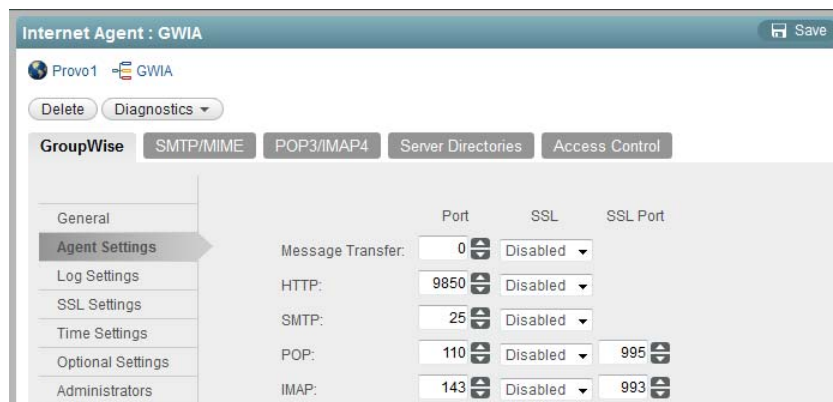 Internet Agent : GWIA
Save
Provo1 GWIA
Delete Diagnostics
GroupWise SMTP/MIME POP3/IMAP4 Server Directories Access Control
General
Agent Settings
Log Settings
SSL Settings
Time Settings
Optional Settings
Administrators
Port SSL SSL Port
Message Transfer: 0 Disabled
HTTP: 9850 Disabled
SMTP: 25 Disabled
POP: 110 Disabled 995
IMAP: 143 Disabled 993